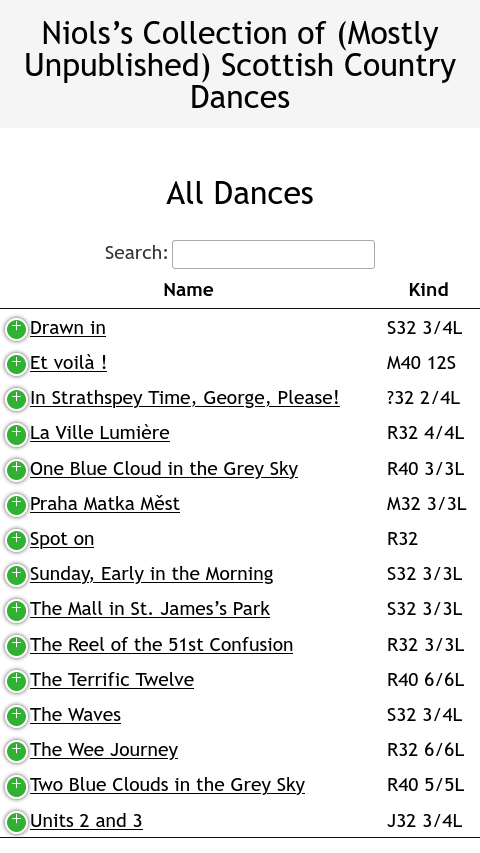 Niols’s Collection of (Mostly
Unpublished) Scottish Country
Dances
All Dances
Search:
Name Kind
Drawn in S32 3/4L
Et voilà ! M40 12S
In Strathspey Time, George, Please! ?32 2/4L
La Ville Lumière R32 4/4L
One Blue Cloud in the Grey Sky R40 3/3L
Praha Matka Měst M32 3/3L
Spot on R32
Sunday, Early in the Morning S32 3/3L
The Mall in St. James’s Park S32 3/3L
The Reel of the 51st Confusion R32 3/3L
The Terrific Twelve R40 6/6L
The Waves S32 3/4L
The Wee Journey R32 6/6L
Two Blue Clouds in the Grey Sky R40 5/5L
Units 2 and 3 J32 3/4L